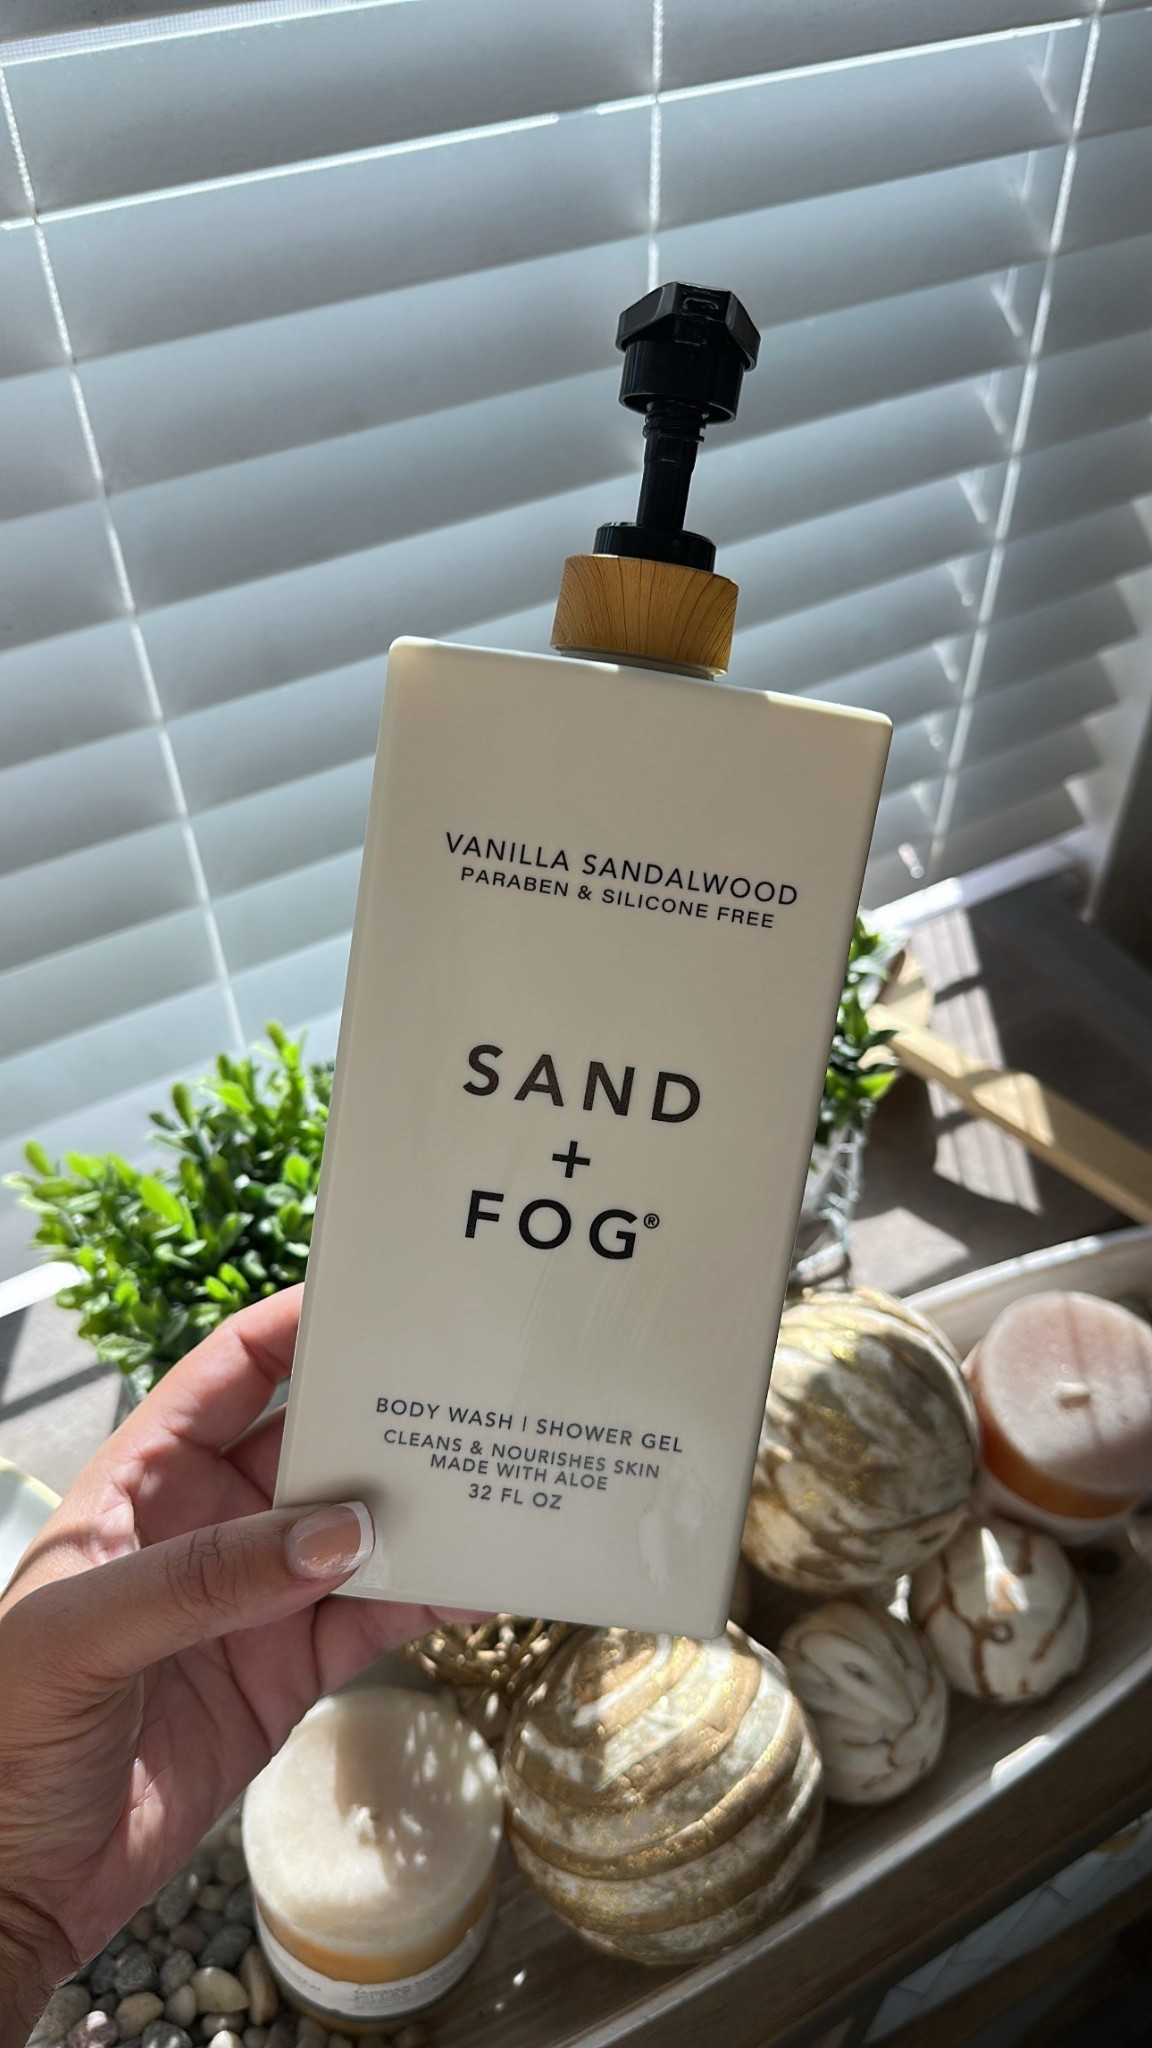 VANILLA SANDALWOOD
PARABEN & SILICONE FREE
SAND
+
FOG®
BODY WASH | SHOWER GEL
CLEANS & NOURISHES SKIN
MADE WITH ALOE
32 FL OZ